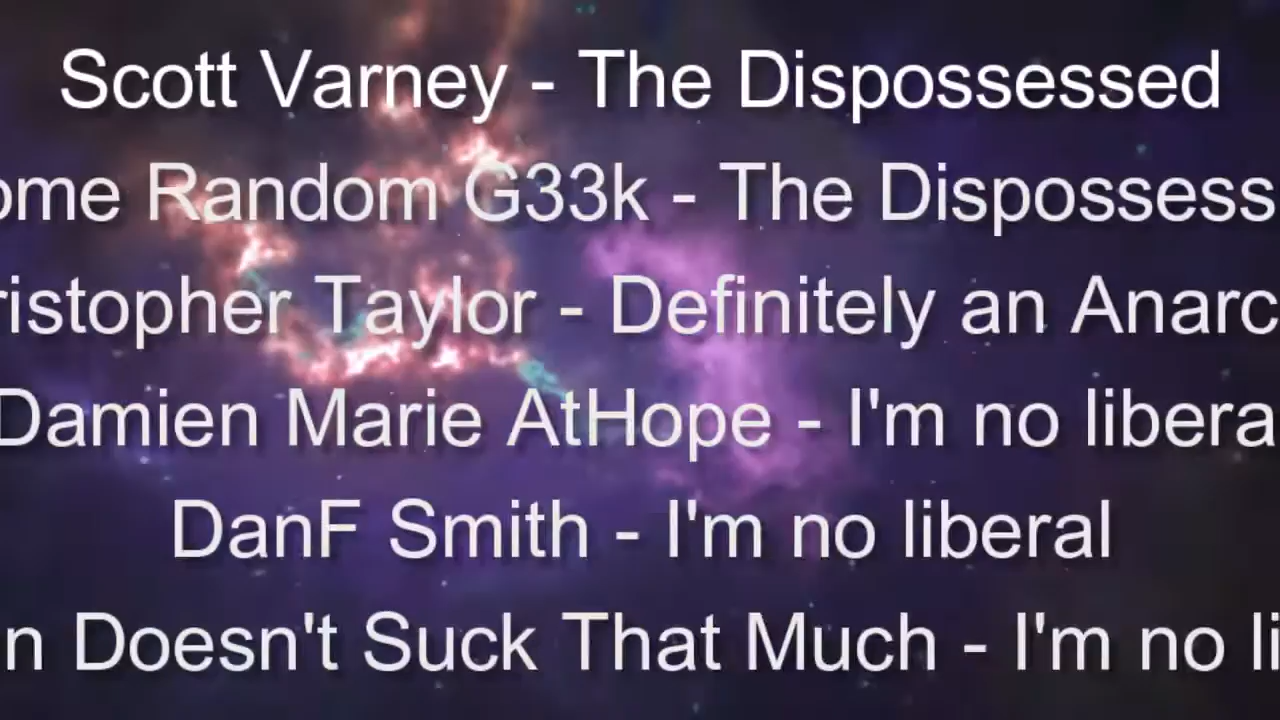 Scott Varney - The Dispossessed
ome Random G33k - The Dispossess
ristopher Taylor - Definitely an Anarc
Damien Marie AtHope - I'm no libera
DanF Smith - I'm no liberal
n Doesn't Suck That Much - I'm no li